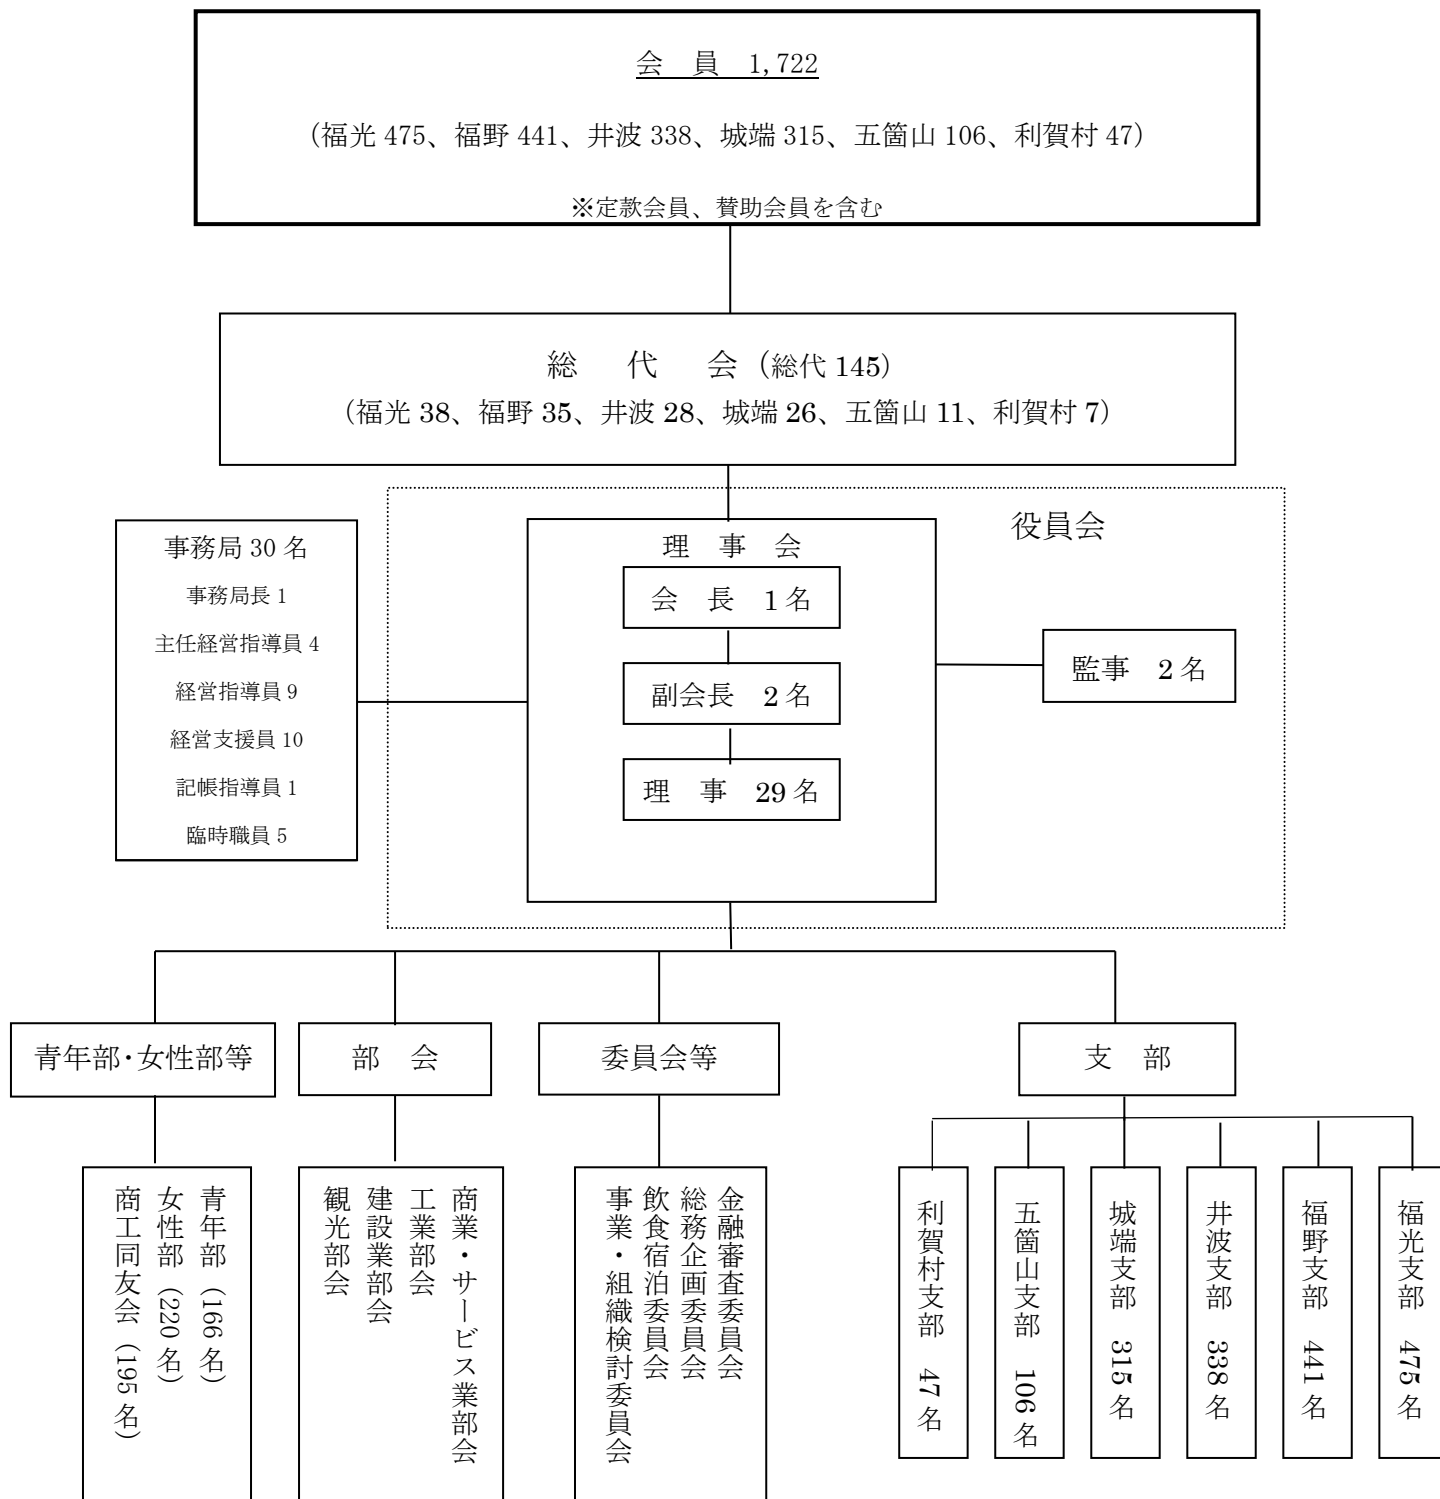 会　員　1,722
（福光 475、福野 441、井波 338、城端 315、五箇山 106、利賀村 47）
※定款会員、賛助会員を含む
総　代　会（総代 145）
（福光 38、福野 35、井波 28、城端 26、五箇山 11、利賀村 7）
役員会
事務局 30 名
事務局長 1
主任経営指導員 4
経営指導員 9
経営支援員 10
記帳指導員 1
臨時職員 5
理　事　会
会　長　1 名
副会長　2 名
理　事　29 名
監事　2 名
青年部・女性部等
部　会
委員会等
支　部
青年部（166 名）
女性部（220 名）
商工同友会（195 名）
商業・サービス業部会
工業部会
建設業部会
観光部会
金融審査委員会
総務企画委員会
飲食宿泊委員会
事業・組織検討委員会
福光支部　475 名
福野支部　441 名
井波支部　338 名
城端支部　315 名
五箇山支部　106 名
利賀村支部　47 名